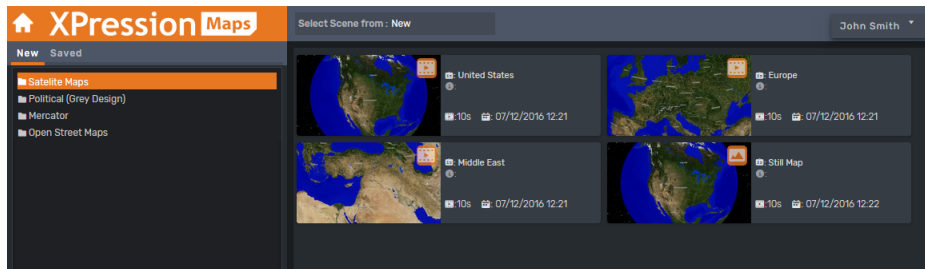 XPression Maps
Select Scene from : New
John Smith
New Saved
Satelite Maps
Political (Grey Design)
Mercator
Open Street Maps
: United States
:
:10s : 07/12/2016 12:21
: Europe
:
:10s : 07/12/2016 12:21
: Middle East
:
:10s : 07/12/2016 12:21
: Still Map
:
:10s : 07/12/2016 12:22